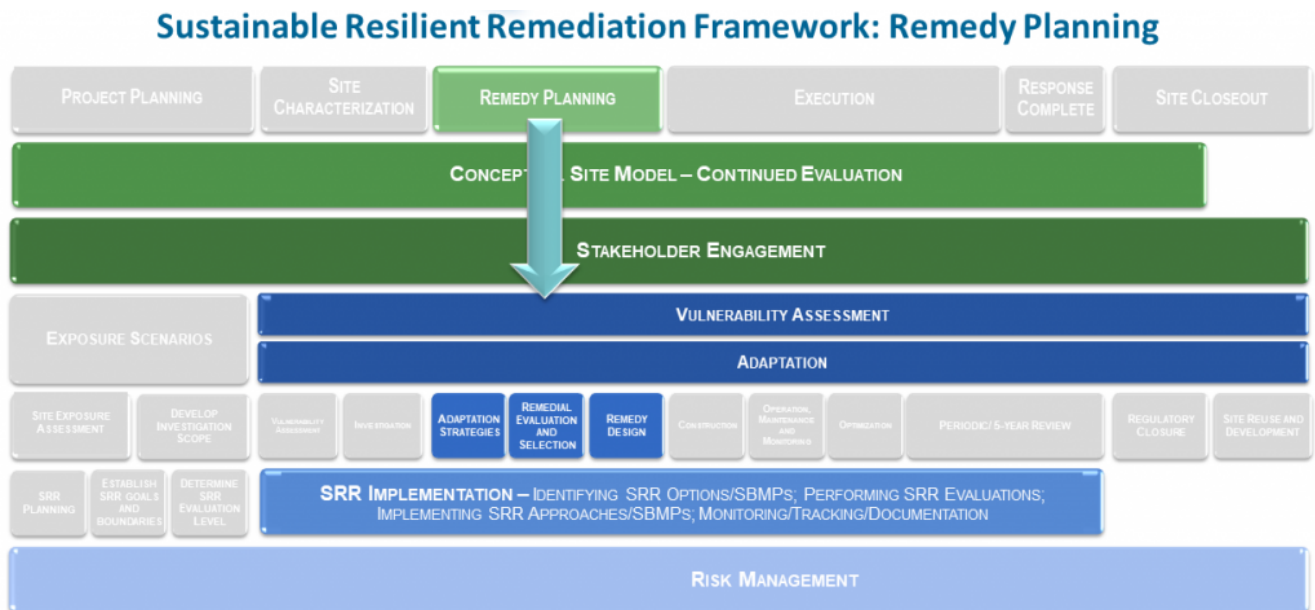 Sustainable Resilient Remediation Framework: Remedy Planning
PROJECT PLANNING
SITE
CHARACTERIZATION
REMEDY PLANNING
EXECUTION
RESPONSE
COMPLETE
SITE CLOSEOUT
CONCEPT L SITE MODEL – CONTINUED EVALUATION
STAKEHOLDER ENGAGEMENT
EXPOSURE SCENARIOS
VULNERABILITY ASSESSMENT
ADAPTATION
SITE EXPOSURE
ASSESSMENT
DEVELOP
INVESTIGATION
SCOPE
VULNERABILITY
ASSESSMENT
INVESTIGATION
ADAPTATION
STRATEGIES
REMEDIAL
EVALUATION
AND
SELECTION
REMEDY
DESIGN
CONSTRUCTION
OPERATION,
MAINTENANCE
AND
MONITORING
OPTIMIZATION
PERIODIC/ 5-YEAR REVIEW
REGULATORY
CLOSURE
SITE REUSE AND
DEVELOPMENT
SRR
PLANNING
ESTABLISH
SRR GOALS
AND
BOUNDARIES
DETERMINE
SRR
EVALUATION
LEVEL
SRR IMPLEMENTATION – IDENTIFYING SRR OPTIONS/SBMPS; PERFORMING SRR EVALUATIONS;
IMPLEMENTING SRR APPROACHES/SBMPS; MONITORING/TRACKING/DOCUMENTATION
RISK MANAGEMENT